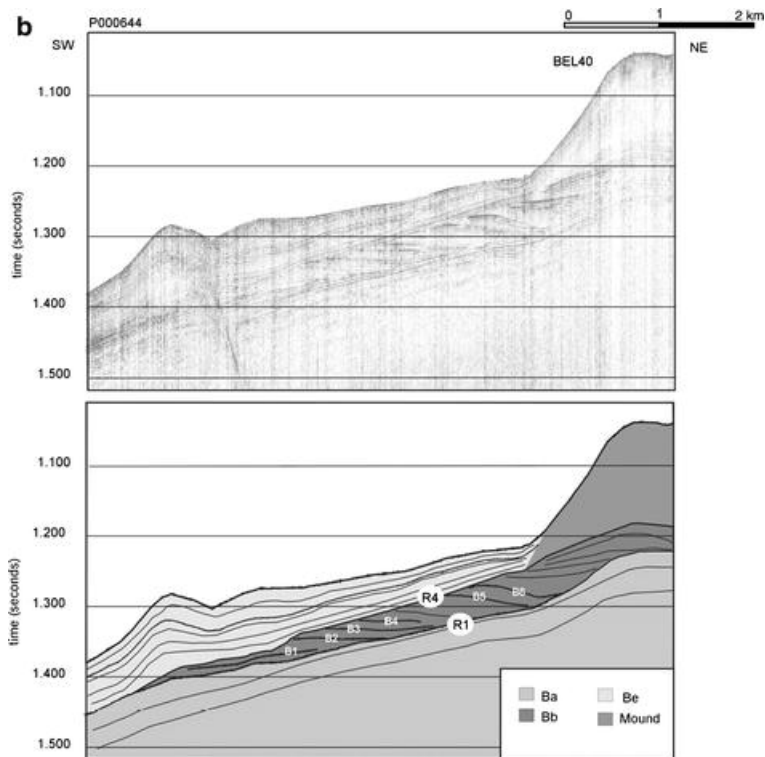 b
P000644
0 1 2 km
SW
BEL40
NE
1.100
1.200
1.300
1.400
1.500
time (seconds)
1.100
1.200
1.300
1.400
1.500
time (seconds)
R4
B6
B5
B4
R1
B3
B2
B1
Ba Be
Bb Mound